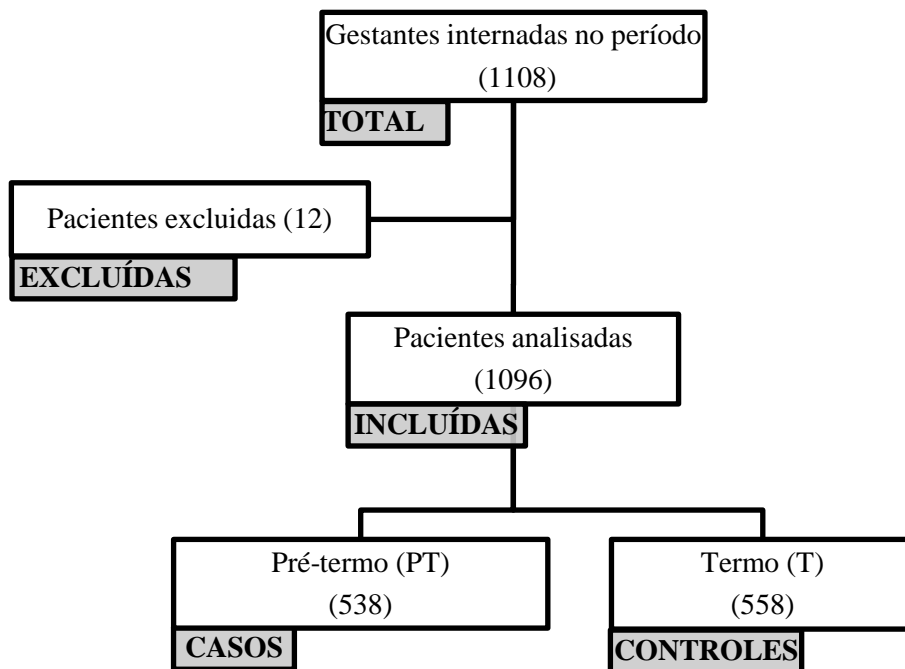 Gestantes internadas no período
(1108)
TOTAL
Pacientes excluidas (12)
EXCLUÍDAS
Pacientes analisadas
(1096)
INCLUÍDAS
Pré-termo (PT)
(538)
CASOS
Termo (T)
(558)
CONTROLES